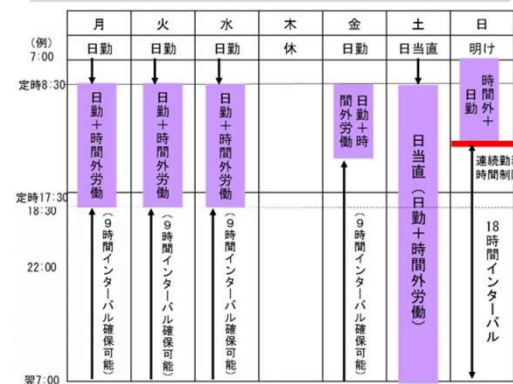 月 火 水 木 金 土 日
(例) 日勤 日勤 日勤 休 日勤 日当直 明け
7:00
定時8:30
日勤＋時間外労働
日勤＋時間外労働
日勤＋時間外労働
日勤＋時
間外労働
日当直（日勤＋時間外労働）
時間外＋
日勤
連続勤
時間制
定時17:30
18:30
22:00
翌7:00
（9時間インターバル確保可能）
（9時間インターバル確保可能）
（9時間インターバル確保可能）
（9時間インターバル確保可能）
18時間インターバル